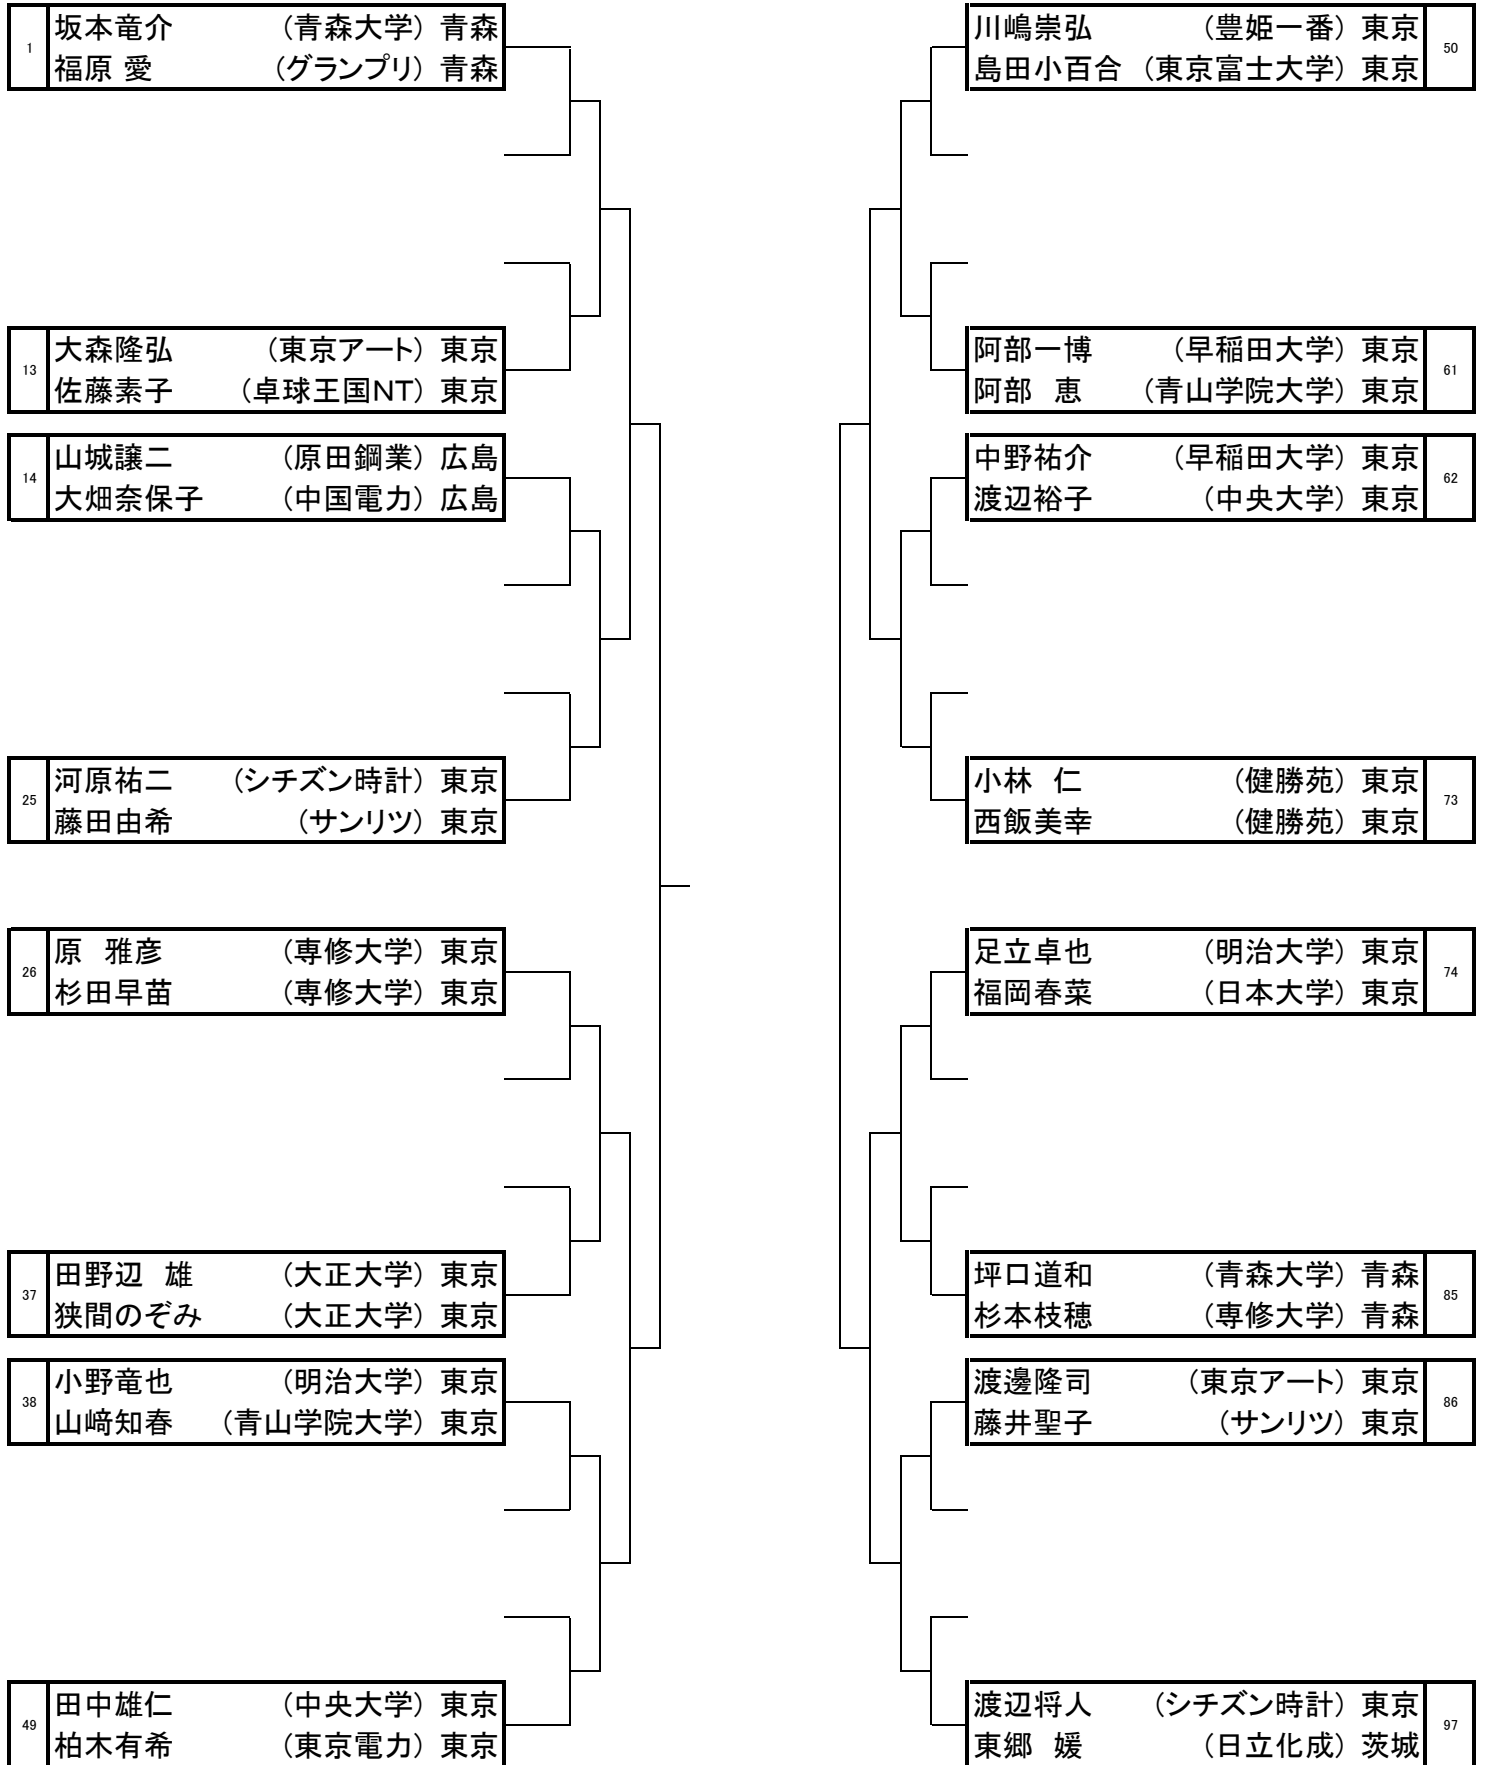 1
坂本竜介 (青森大学) 青森
福原 愛 (グランプリ) 青森
13
大森隆弘 (東京アート) 東京
佐藤素子 (卓球王国NT) 東京
14
山城譲二 (原田鋼業) 広島
大畑奈保子 (中国電力) 広島
25
河原祐二 (シチズン時計) 東京
藤田由希 (サンリツ) 東京
26
原 雅彦 (専修大学) 東京
杉田早苗 (専修大学) 東京
37
田野辺 雄 (大正大学) 東京
狭間のぞみ (大正大学) 東京
38
小野竜也 (明治大学) 東京
山﨑知春 (青山学院大学) 東京
49
田中雄仁 (中央大学) 東京
柏木有希 (東京電力) 東京
川嶋崇弘 (豊姫一番) 東京
島田小百合 (東京富士大学) 東京
50
阿部一博 (早稲田大学) 東京
阿部 恵 (青山学院大学) 東京
61
中野祐介 (早稲田大学) 東京
渡辺裕子 (中央大学) 東京
62
小林 仁 (健勝苑) 東京
西飯美幸 (健勝苑) 東京
73
足立卓也 (明治大学) 東京
福岡春菜 (日本大学) 東京
74
坪口道和 (青森大学) 青森
杉本枝穂 (専修大学) 青森
85
渡邊隆司 (東京アート) 東京
藤井聖子 (サンリツ) 東京
86
渡辺将人 (シチズン時計) 東京
東郷 媛 (日立化成) 茨城
97